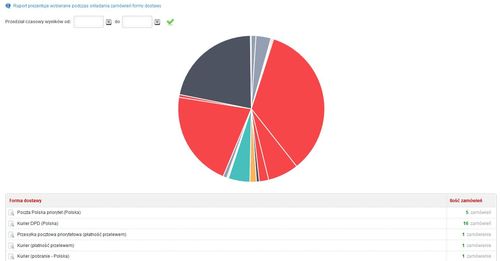 Raport prezentuje wybierane podczas składania zamówień formy dostawy
Przedział czasowy wyników od: do
Forma dostawy Ilość zamówień
Poczta Polska priorytet (Polska) 5 zamówień
Kurier DPD (Polska) 16 zamówień
Przesyłka pocztowa priorytetowa (płatność przelewem) 1 zamówienie
Kurier (płatność przelewem) 1 zamówienie
Kurier (pobranie - Polska) 1 zamówienie